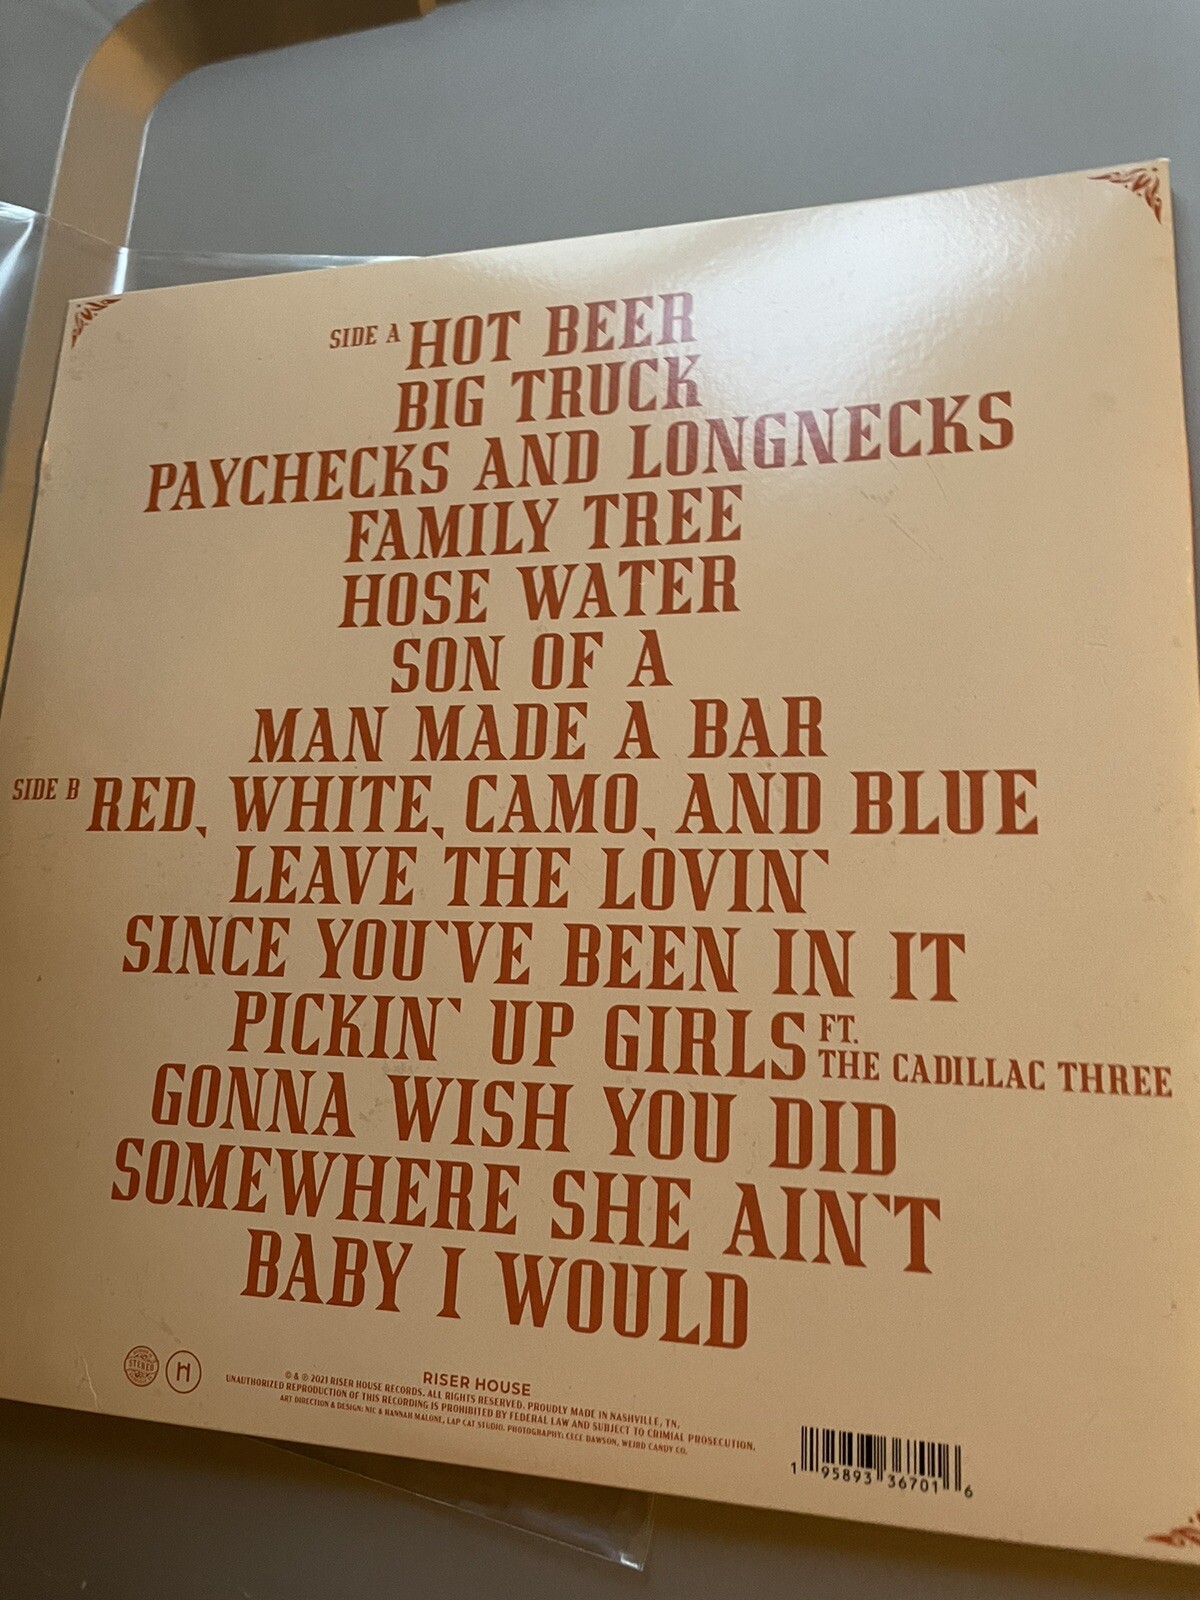 SIDE A HOT BEER
BIG TRUCK
PAYCHECKS AND LONGNECKS
FAMILY TREE
HOSE WATER
SON OF A
MAN MADE A BAR
SIDE B RED, WHITE, CAMO, AND BLUE
LEAVE THE LOVIN`
SINCE YOU`VE BEEN IN IT
PICKIN` UP GIRLS FT. THE CADILLAC THREE
GONNA WISH YOU DID
SOMEWHERE SHE AIN`T
BABY I WOULD
STEREO
H
RISER HOUSE
© & ℗ 2021 RISER HOUSE RECORDS. ALL RIGHTS RESERVED. PROUDLY MADE IN NASHVILLE, TN.
UNAUTHORIZED REPRODUCTION OF THIS RECORDING IS PROHIBITED BY FEDERAL LAW AND SUBJECT TO CRIMIAL PROSECUTION.
ART DIRECTION & DESIGN: NIC & HANNAH MALONE, LAP CAT STUDIO. PHOTOGRAPHY: CECE DAWSON, WEIRD CANDY CO.
1 95893 36701 6